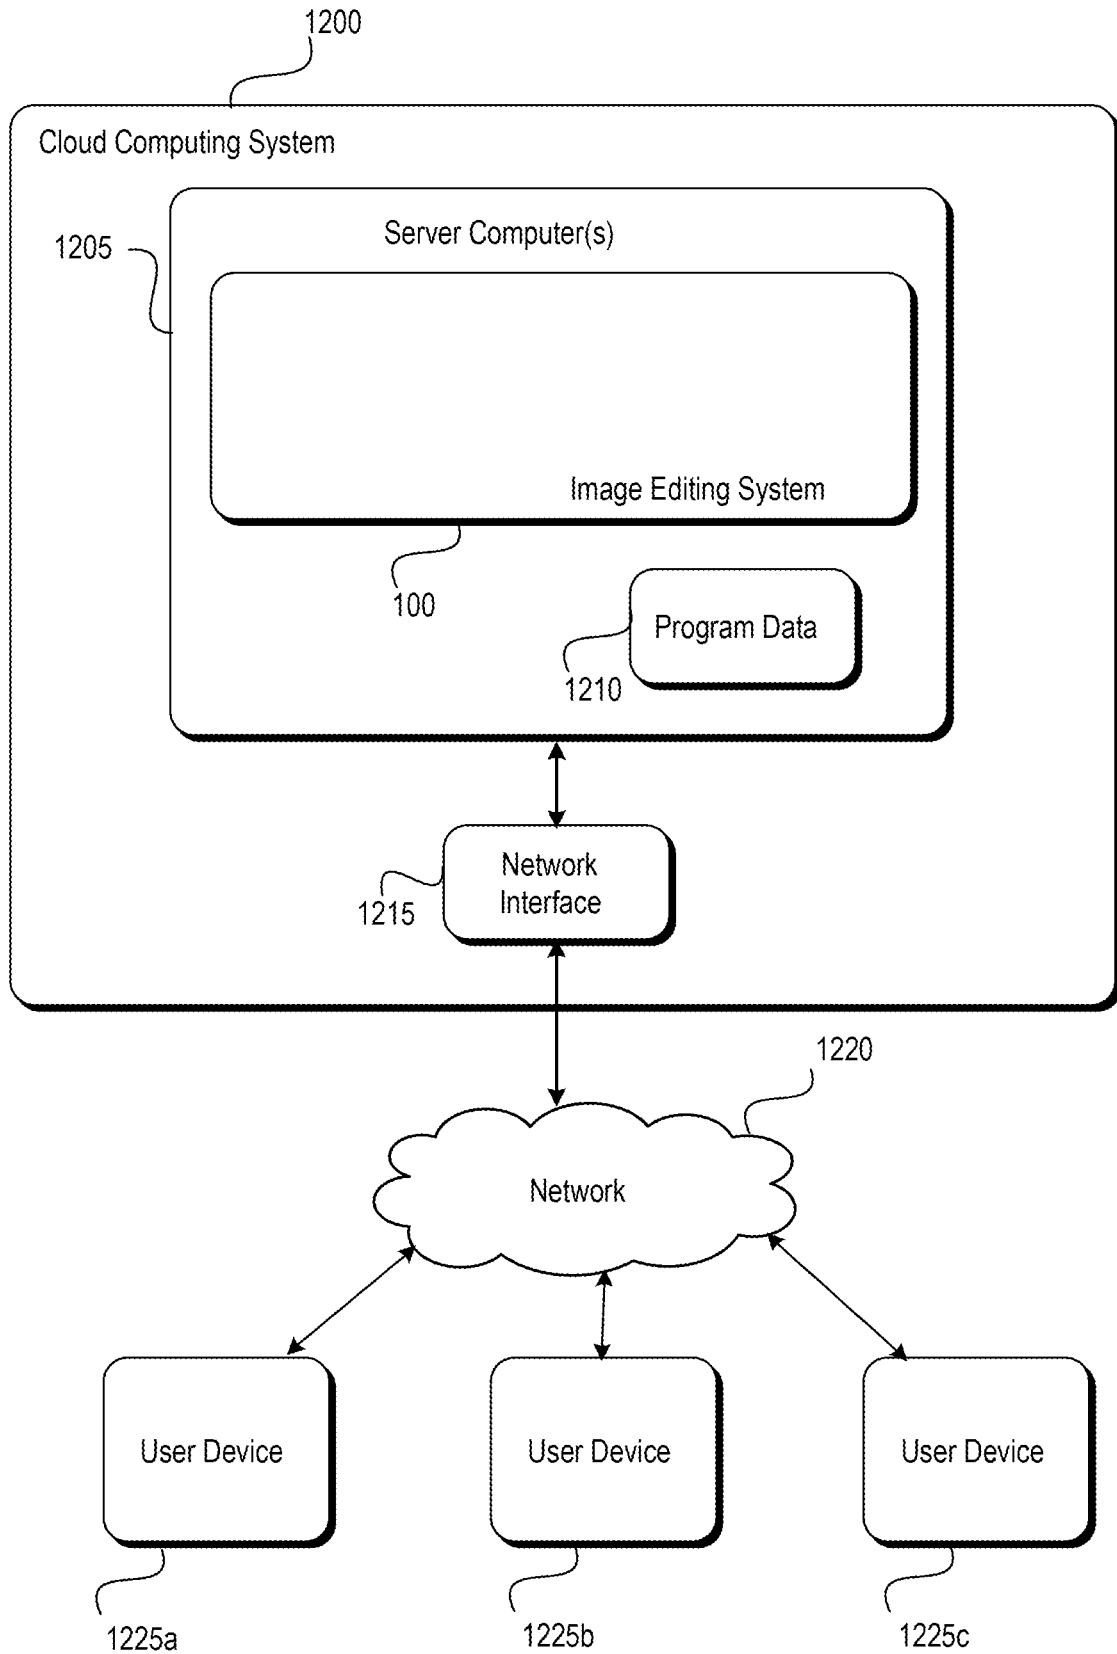 1200
Cloud Computing System
Server Computer(s)
1205
Image Editing System
100
Program Data
1210
Network
Interface
1215
1220
Network
User Device
User Device
User Device
1225a
1225b
1225c